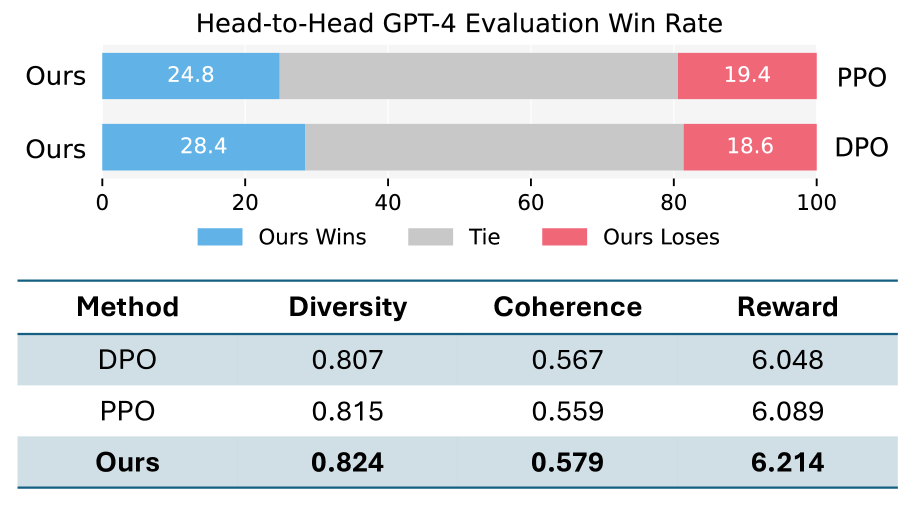 Head-to-Head GPT-4 Evaluation Win Rate
Ours 24.8 19.4 PPO
Ours 28.4 18.6 DPO
0 20 40 60 80 100
Ours Wins Tie Ours Loses
Method Diversity Coherence Reward
DPO 0.807 0.567 6.048
PPO 0.815 0.559 6.089
Ours 0.824 0.579 6.214